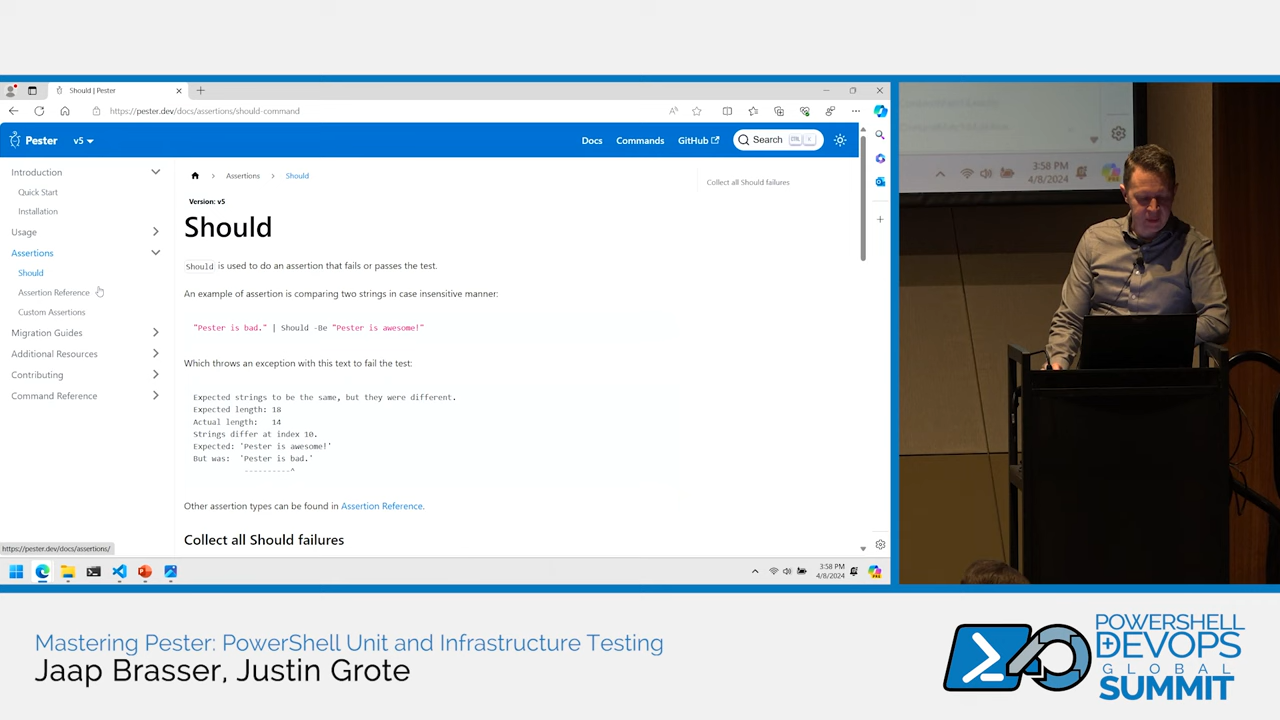 Should | Pester
https://pester.dev/docs/assertions/should-command
Pester
v5
Docs
Commands
GitHub
Search
CTRL
K
Introduction
Quick Start
Installation
Usage
Assertions
Should
Assertion Reference
Custom Assertions
Migration Guides
Additional Resources
Contributing
Command Reference
Assertions > Should
Version: v5
Should
Should is used to do an assertion that fails or passes the test.
An example of assertion is comparing two strings in case insensitive manner:
"Pester is bad." | Should -Be "Pester is awesome!"
Which throws an exception with this text to fail the test:
Expected strings to be the same, but they were different.
Expected length: 18
Actual length:   14
Strings differ at index 10.
Expected: 'Pester is awesome!'
But was:  'Pester is bad.'
----------^
Other assertion types can be found in Assertion Reference.
Collect all Should failures
Collect all Should failures
https://pester.dev/docs/assertions/
3:58 PM
4/8/2024
3:58 PM
4/8/2024
Mastering Pester: PowerShell Unit and Infrastructure Testing
Jaap Brasser, Justin Grote
POWERSHELL
DEVOPS
GLOBAL
SUMMIT